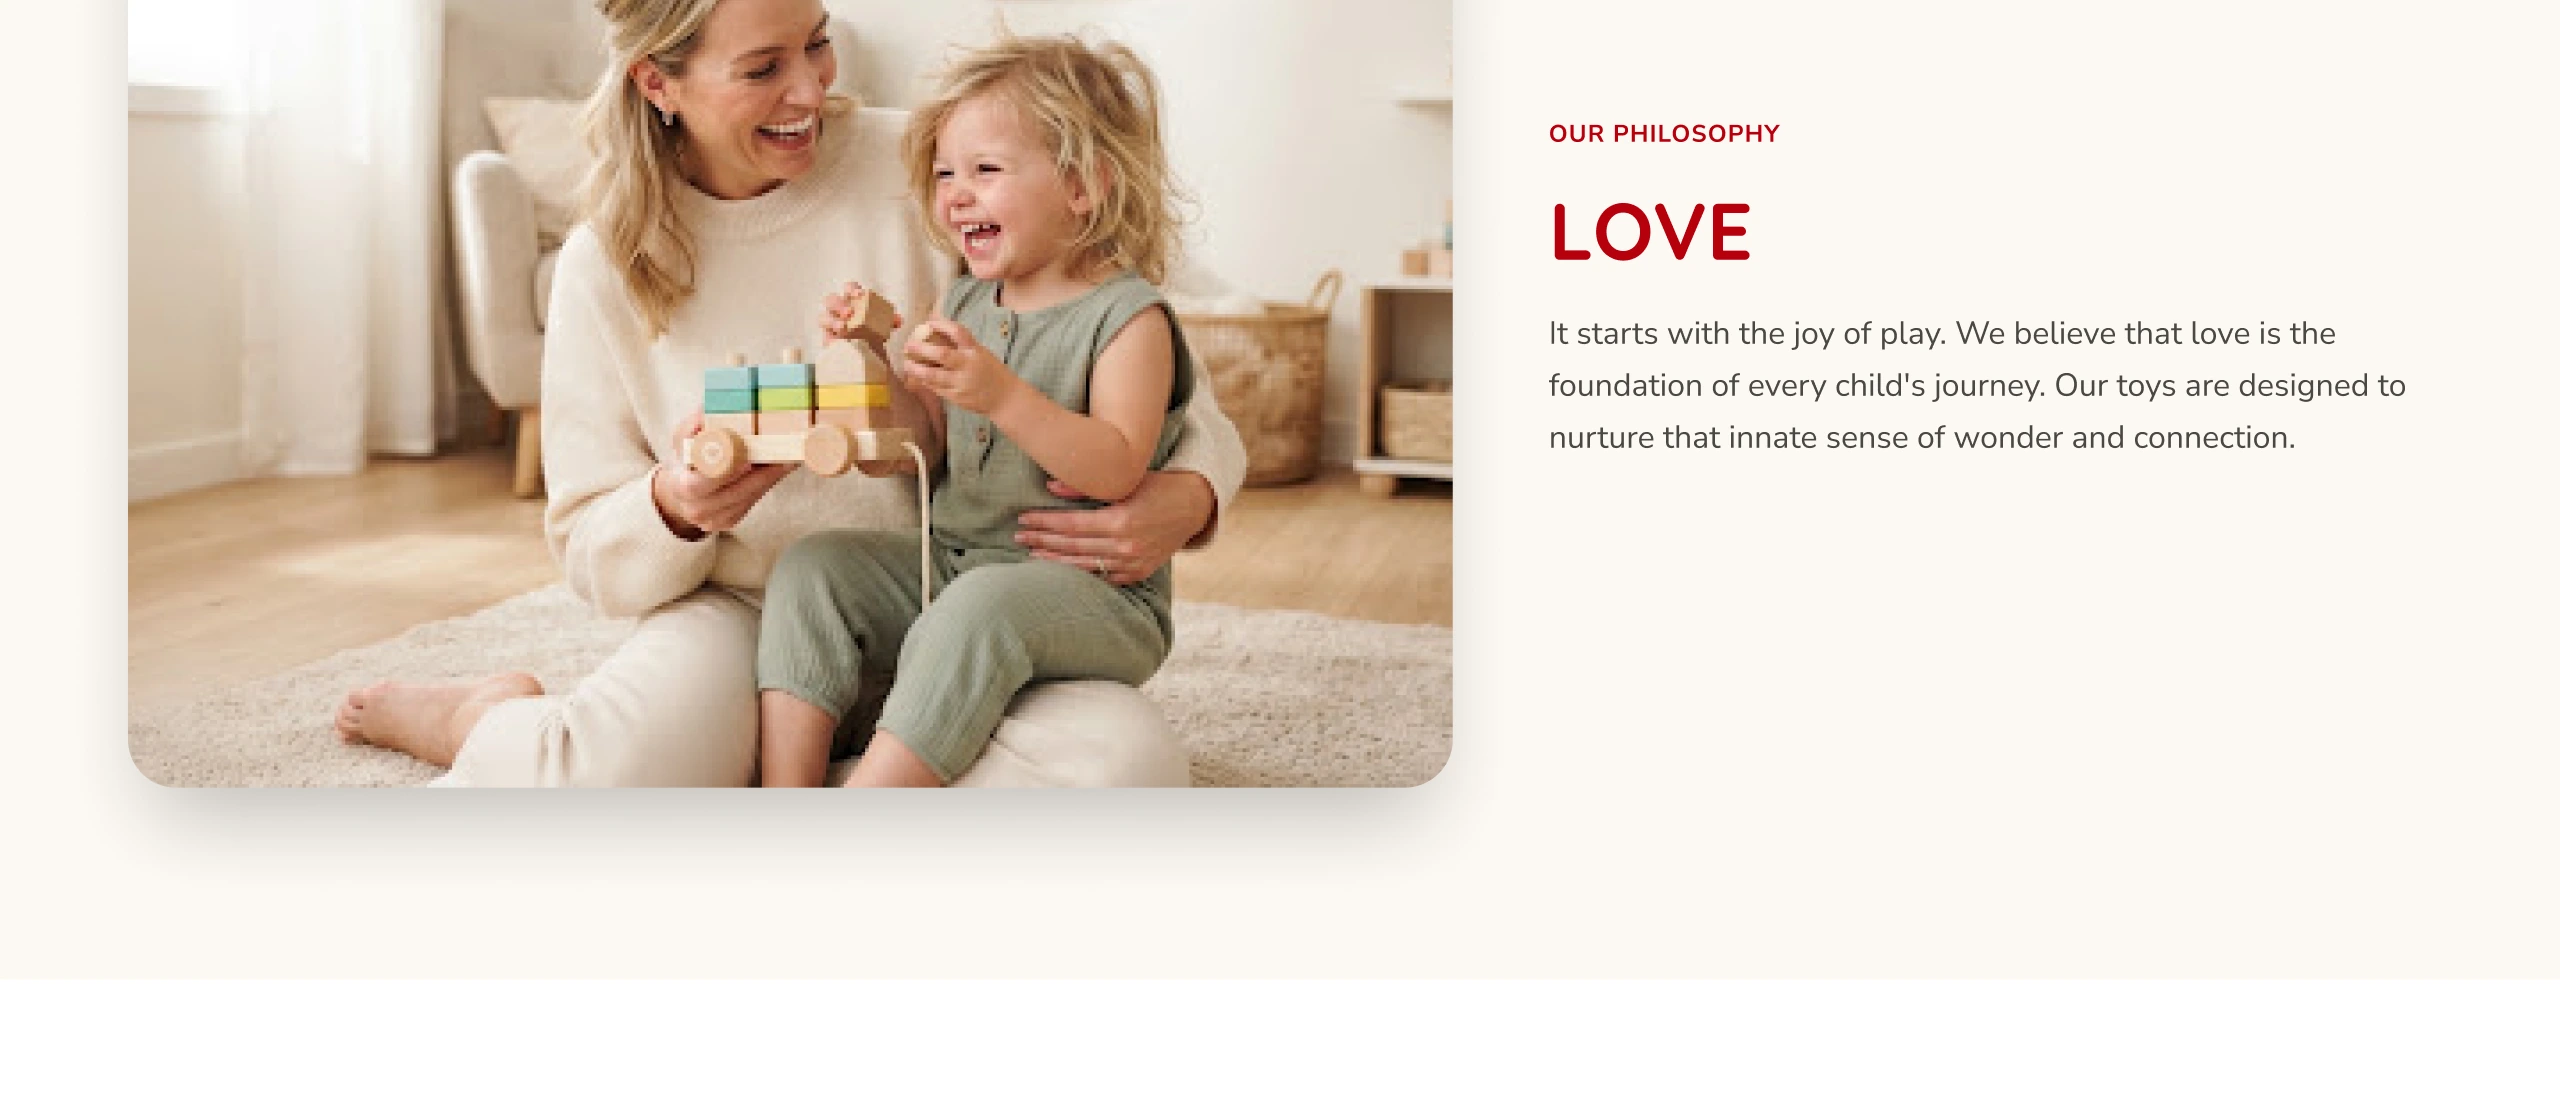 OUR PHILOSOPHY
LOVE
It starts with the joy of play. We believe that love is the
foundation of every child's journey. Our toys are designed to
nurture that innate sense of wonder and connection.